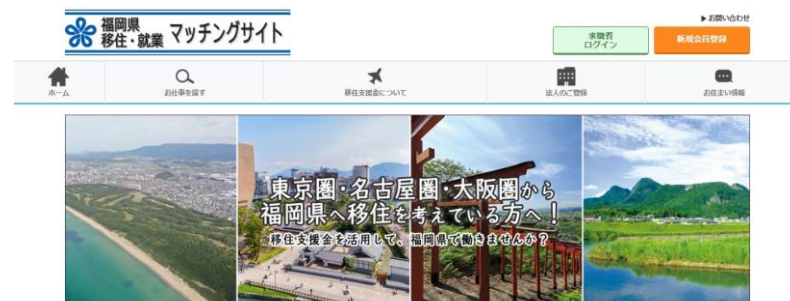 福岡県
移住・就業 マッチングサイト
▶お問い合わせ
求職者
ログイン
新規会員登録
ホーム
お仕事を探す
移住支援金について
法人のご登録
お住まい情報
東京圏・名古屋圏・大阪圏から
福岡県へ移住を考えている方へ！
移住支援金を活用して、福岡県で働きませんか？